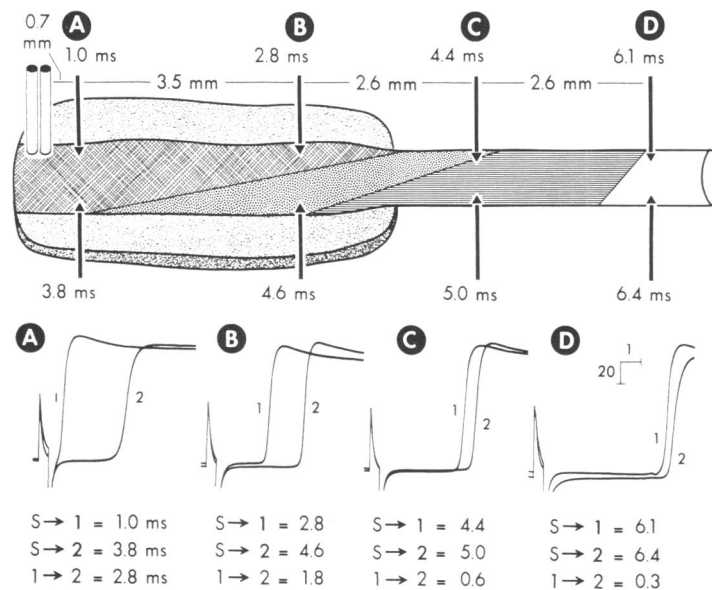 0.7
mm
A B C D
1.0 ms 2.8 ms 4.4 ms 6.1 ms
3.5 mm 2.6 mm 2.6 mm
3.8 ms 4.6 ms 5.0 ms 6.4 ms
A B C D
1 2 1 2 1 2 1 2
1
20
S→ 1 = 1.0 ms S→ 1 = 2.8 S→ 1 = 4.4 S→ 1 = 6.1
S→ 2 = 3.8 ms S→ 2 = 4.6 S→ 2 = 5.0 S→ 2 = 6.4
1→ 2 = 2.8 ms 1→ 2 = 1.8 1→ 2 = 0.6 1→ 2 = 0.3